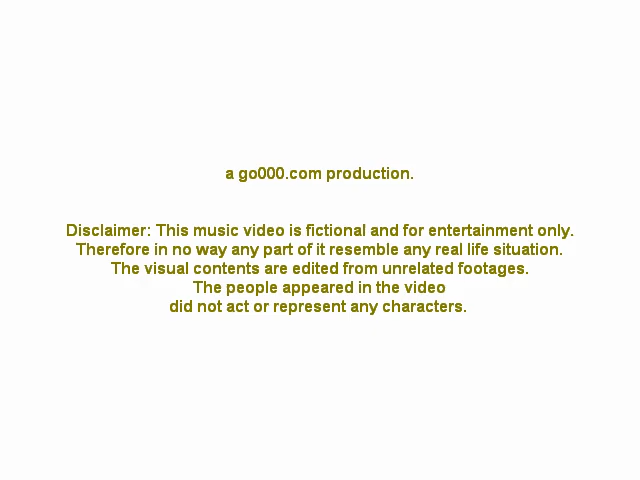 a go000.com production.
Disclaimer: This music video is fictional and for entertainment only.
Therefore in no way any part of it resemble any real life situation.
The visual contents are edited from unrelated footages.
The people appeared in the video
did not act or represent any characters.